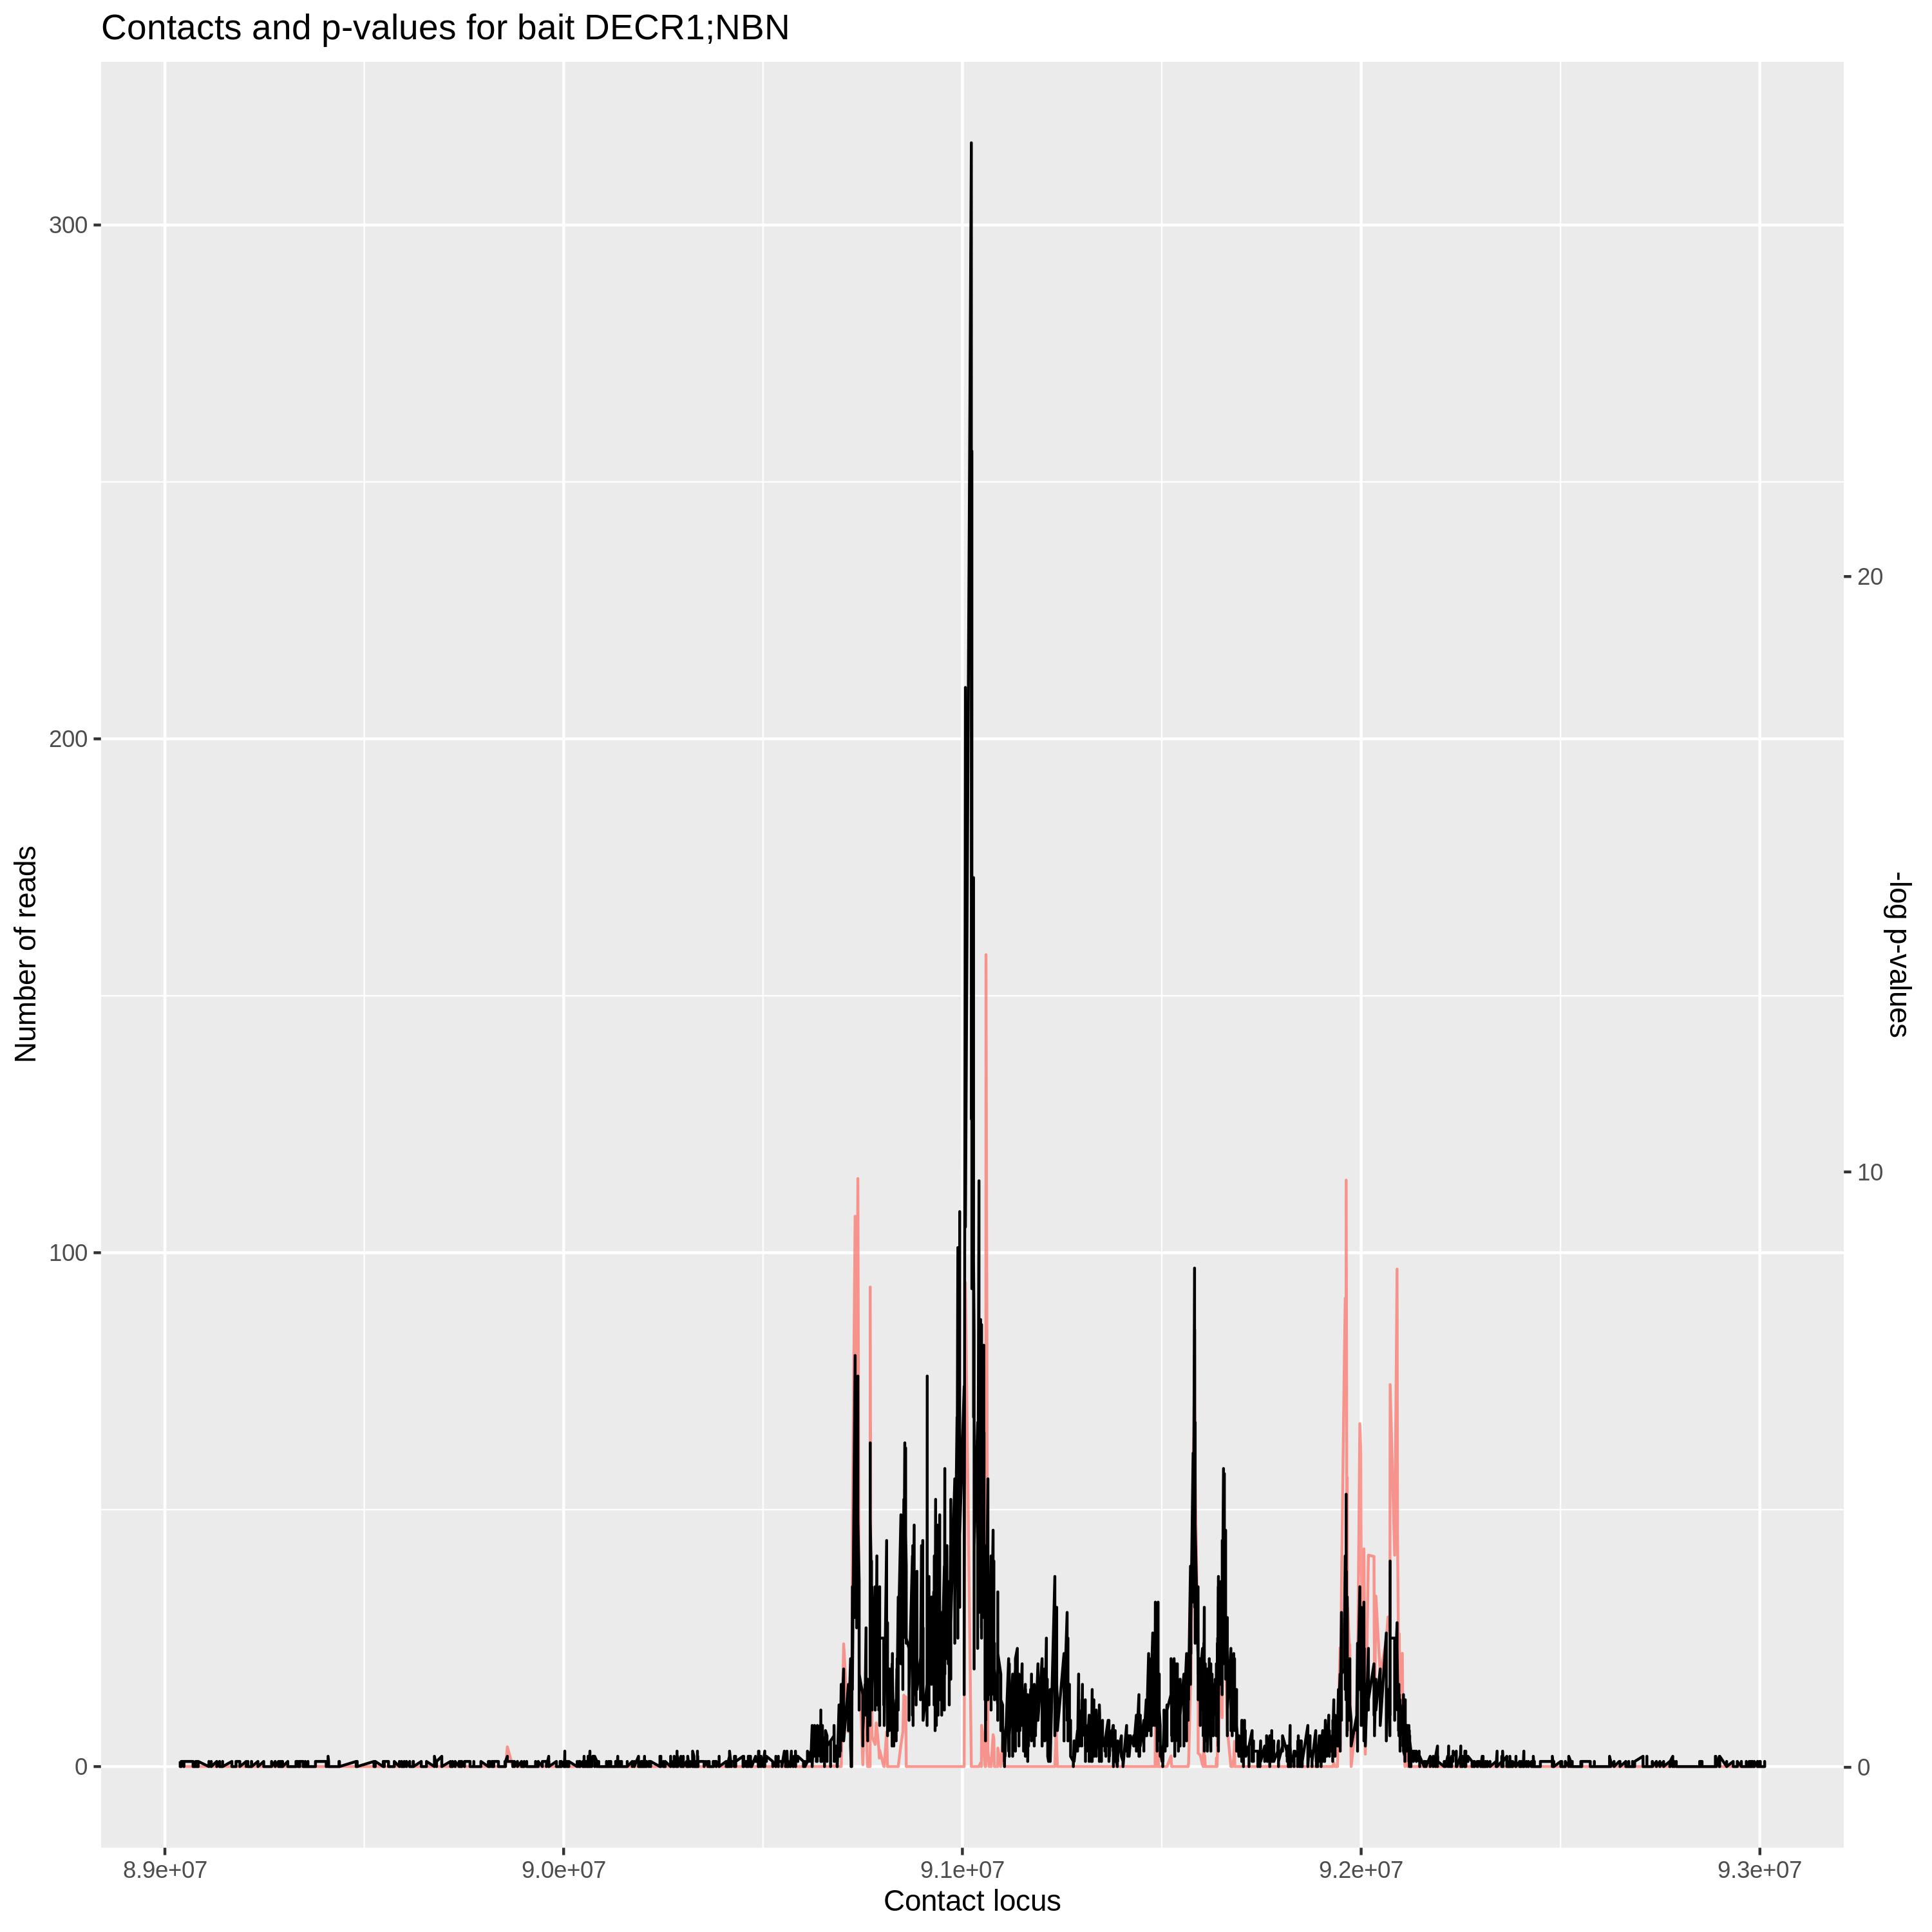 Contacts and p-values for bait DECR1;NBN
300
200
100
0
Number of reads
20
10
0
-log p-values
8.9e+07
9.0e+07
9.1e+07
9.2e+07
9.3e+07
Contact locus